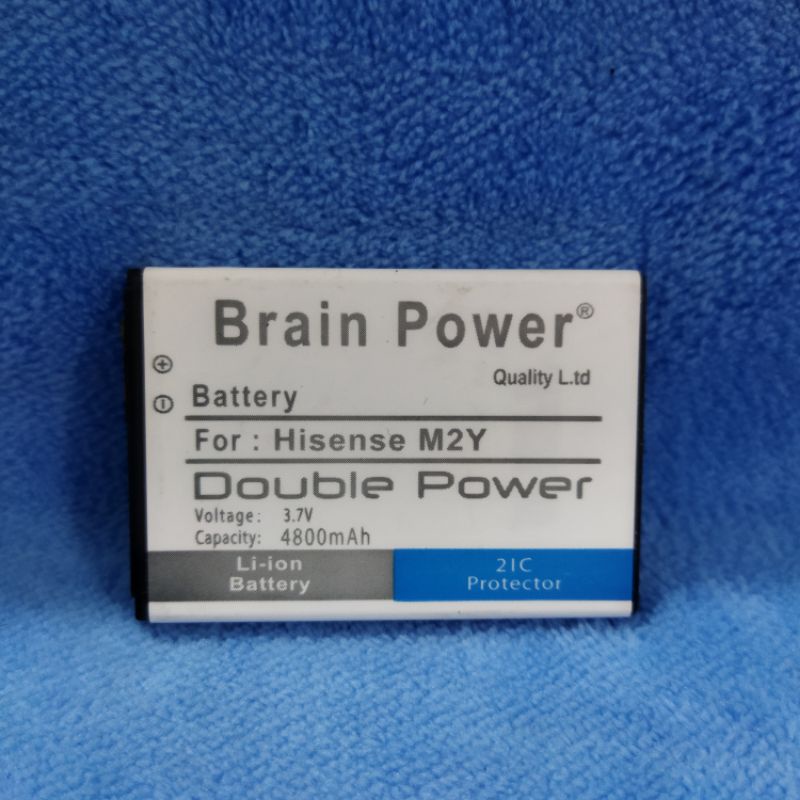 Brain Power®
Quality L.td
Battery
For : Hisense M2Y
Double Power
Voltage: 3.7V
Capacity: 4800mAh
Li-ion
Battery
2IC
Protector